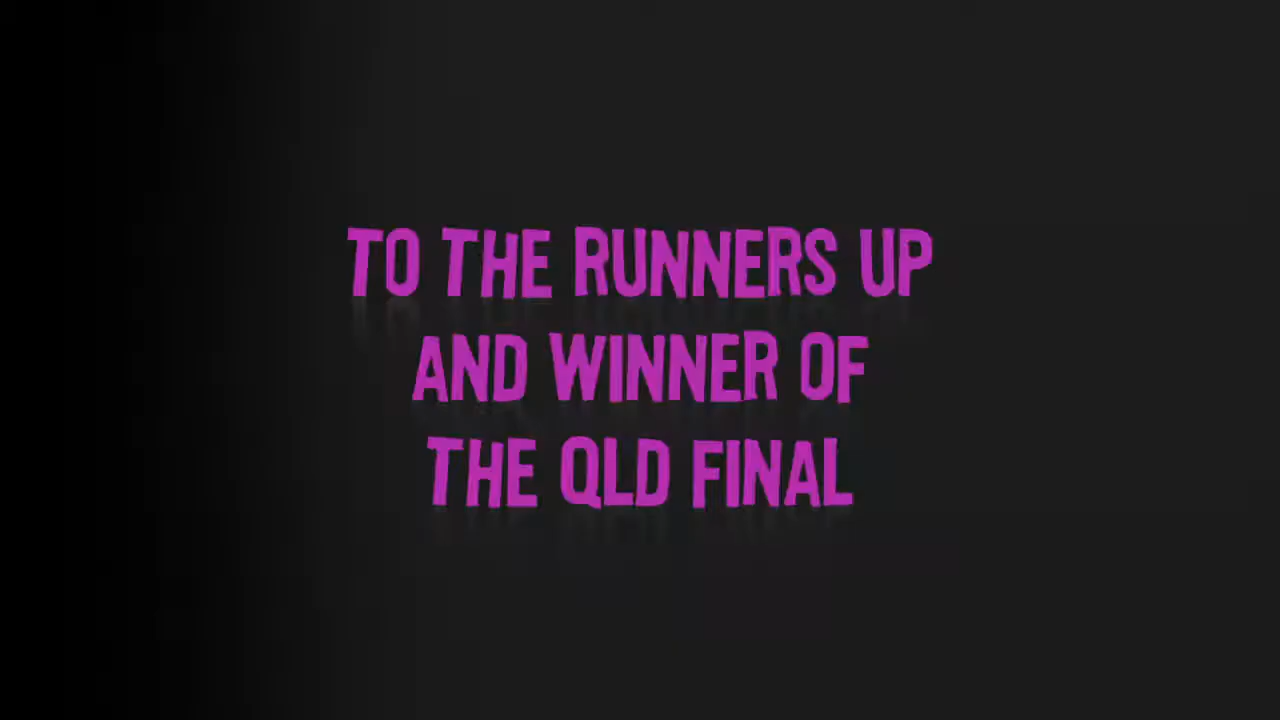 TO THE RUNNERS UP
AND WINNER OF
THE QLD FINAL